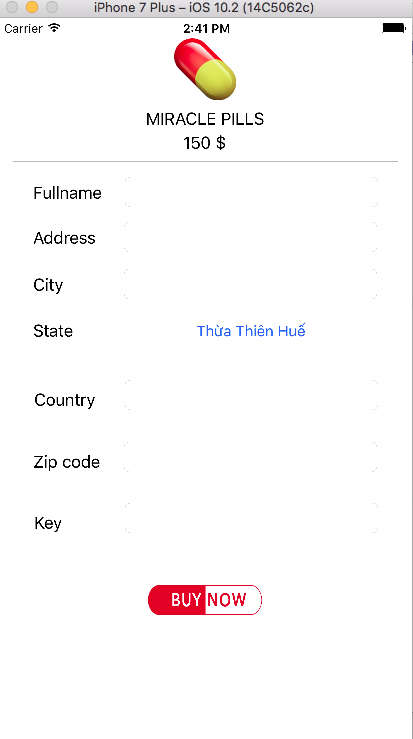 iPhone 7 Plus – iOS 10.2 (14C5062c)
Carrier 2:41 PM
MIRACLE PILLS
150 $
Fullname
Address
City
State Thừa Thiên Huế
Country
Zip code
Key
BUY NOW